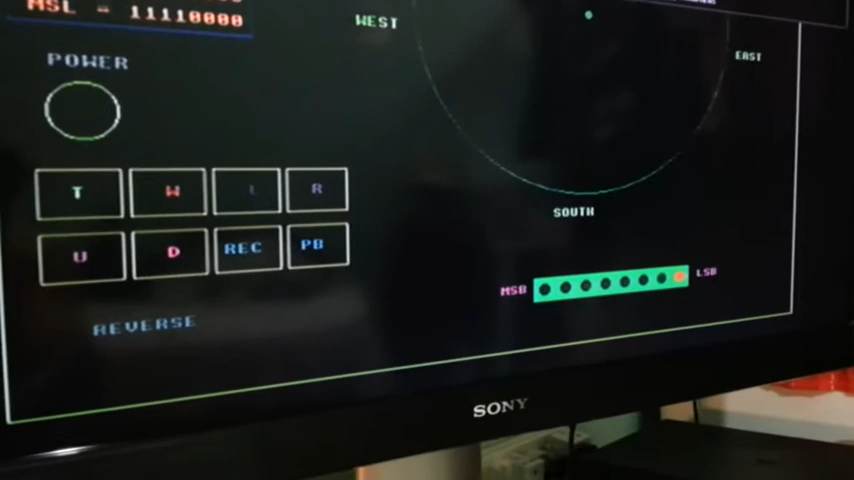 MSL = 11110000
WEST
EAST
POWER
T W L R
U D REC PB
SOUTH
MSB LSB
REVERSE
SONY